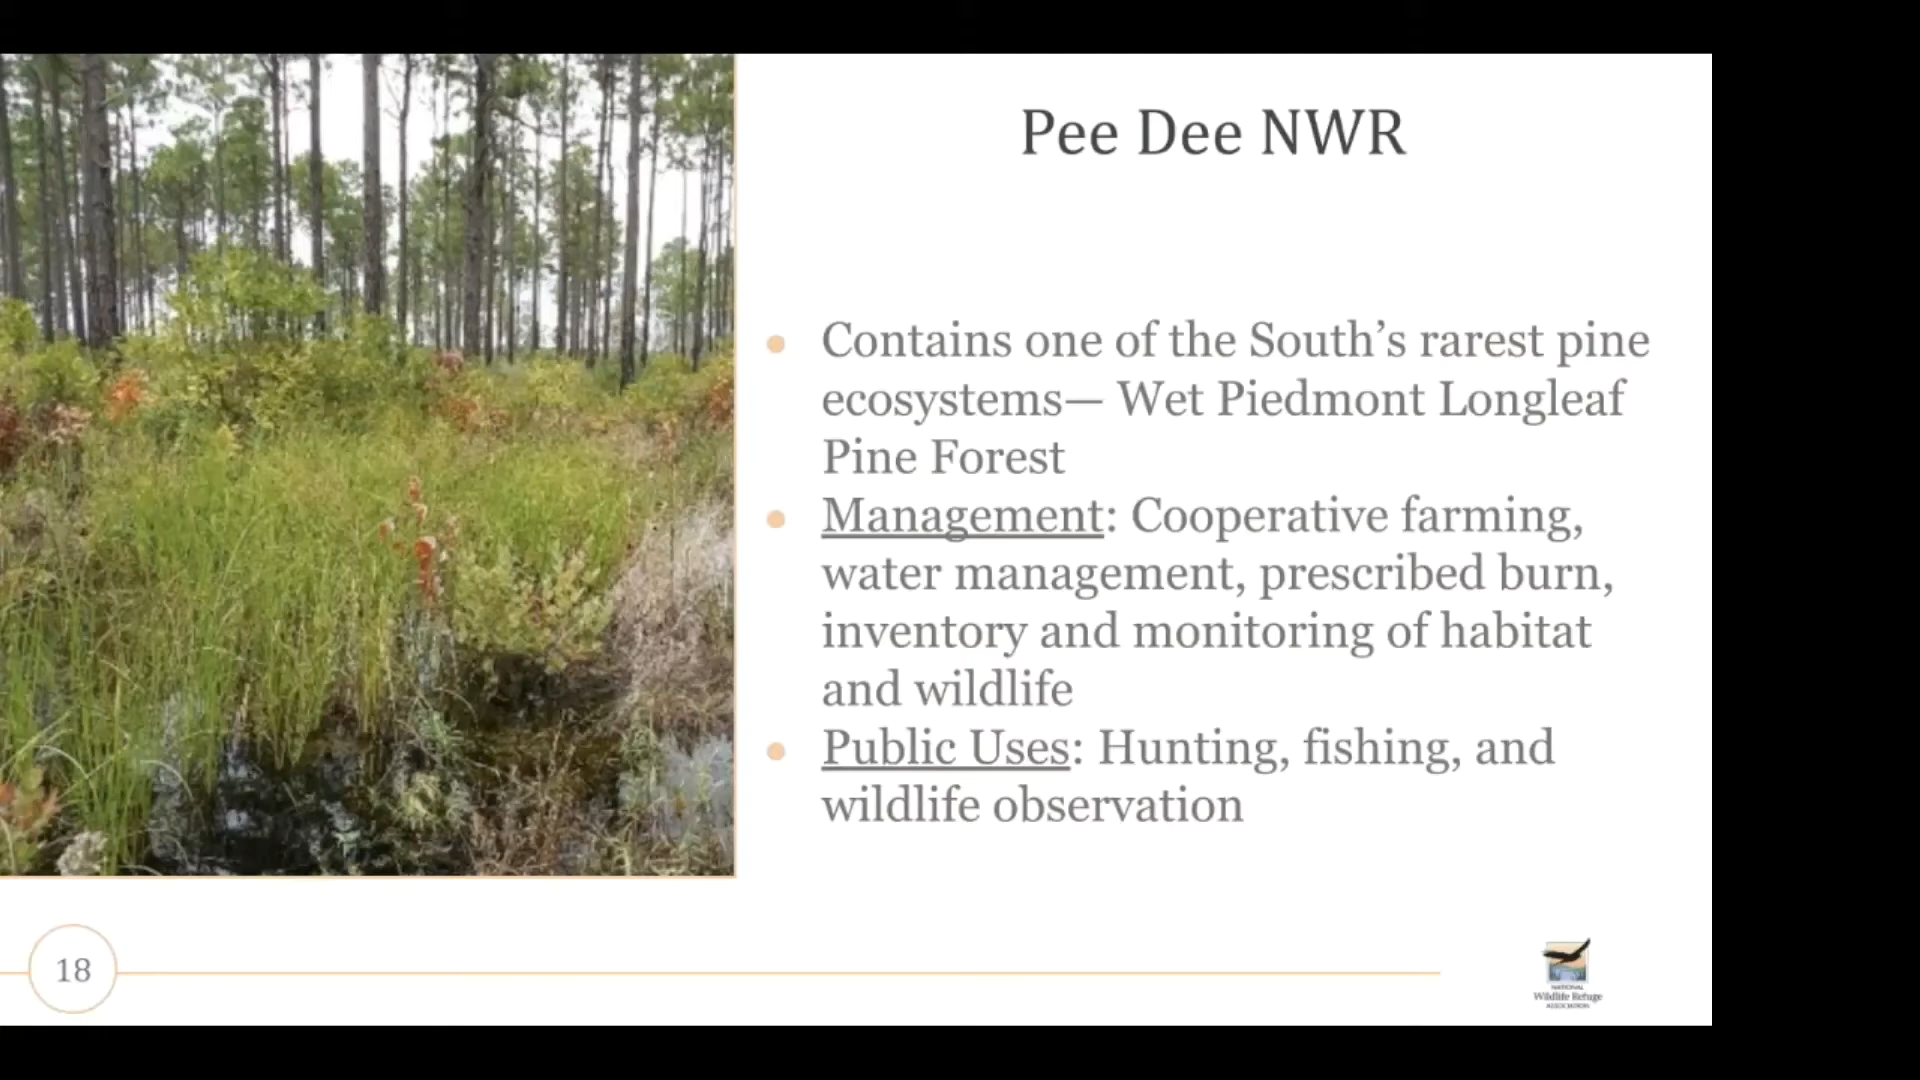 Pee Dee NWR
Contains one of the South’s rarest pine
ecosystems— Wet Piedmont Longleaf
Pine Forest
Management: Cooperative farming,
water management, prescribed burn,
inventory and monitoring of habitat
and wildlife
Public Uses: Hunting, fishing, and
wildlife observation
18
NATIONAL
Wildlife Refuge
ASSOCIATION